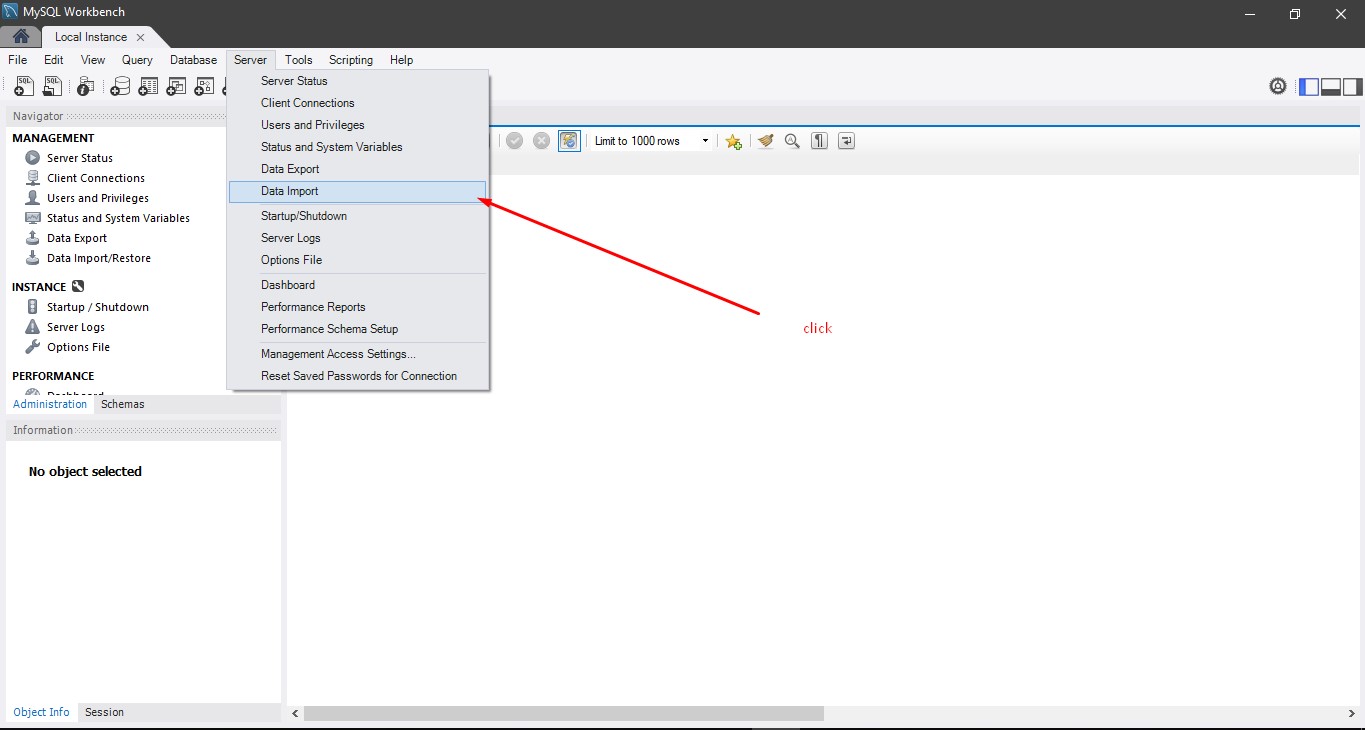 MySQL Workbench
Local Instance
File Edit View Query Database Server Tools Scripting Help
Server Status
Client Connections
Users and Privileges
Status and System Variables
Data Export
Data Import
Startup/Shutdown
Server Logs
Options File
Dashboard
Performance Reports
Performance Schema Setup
Management Access Settings...
Reset Saved Passwords for Connection
SQL SQL
Limit to 1000 rows
click
Navigator
MANAGEMENT
Server Status
Client Connections
Users and Privileges
Status and System Variables
Data Export
Data Import/Restore
INSTANCE
Startup / Shutdown
Server Logs
Options File
PERFORMANCE
Dashboard
Administration Schemas
Information
No object selected
Object Info Session